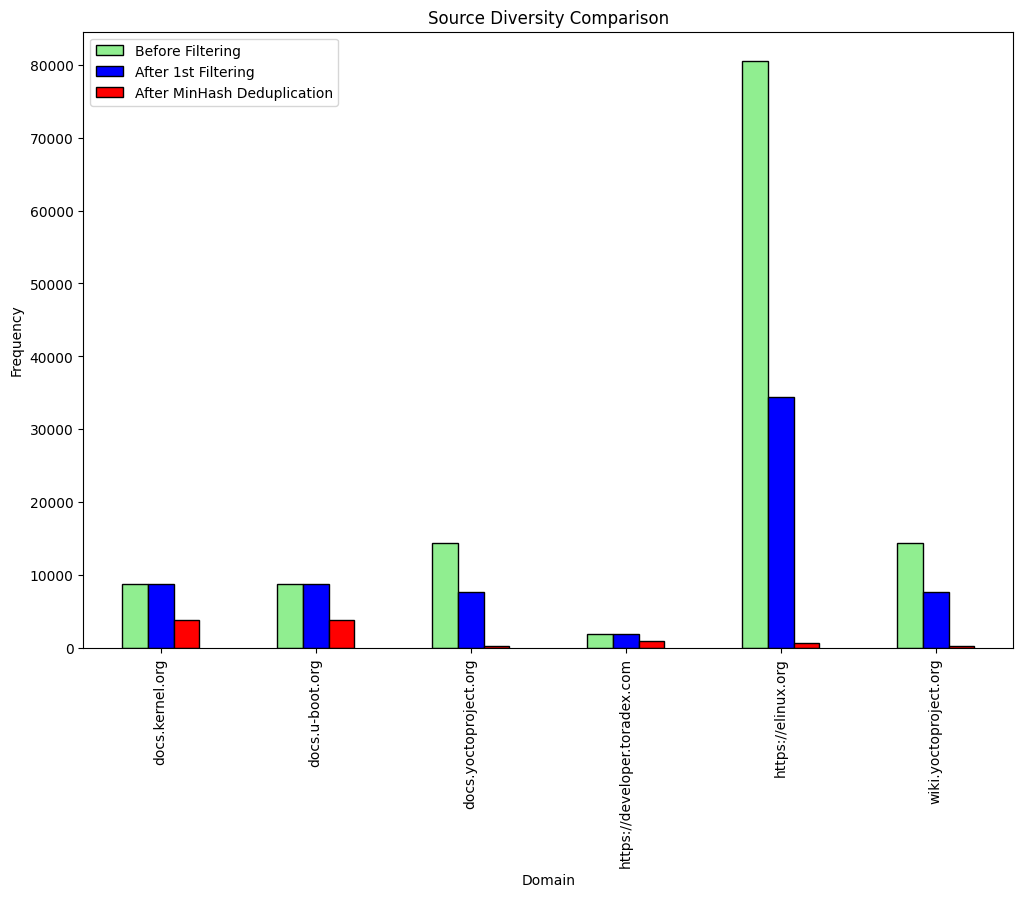 Source Diversity Comparison
Before Filtering
After 1st Filtering
After MinHash Deduplication
Frequency
80000
70000
60000
50000
40000
30000
20000
10000
0
docs.kernel.org
docs.u-boot.org
docs.yoctoproject.org
https://developer.toradex.com
https://elinux.org
wiki.yoctoproject.org
Domain